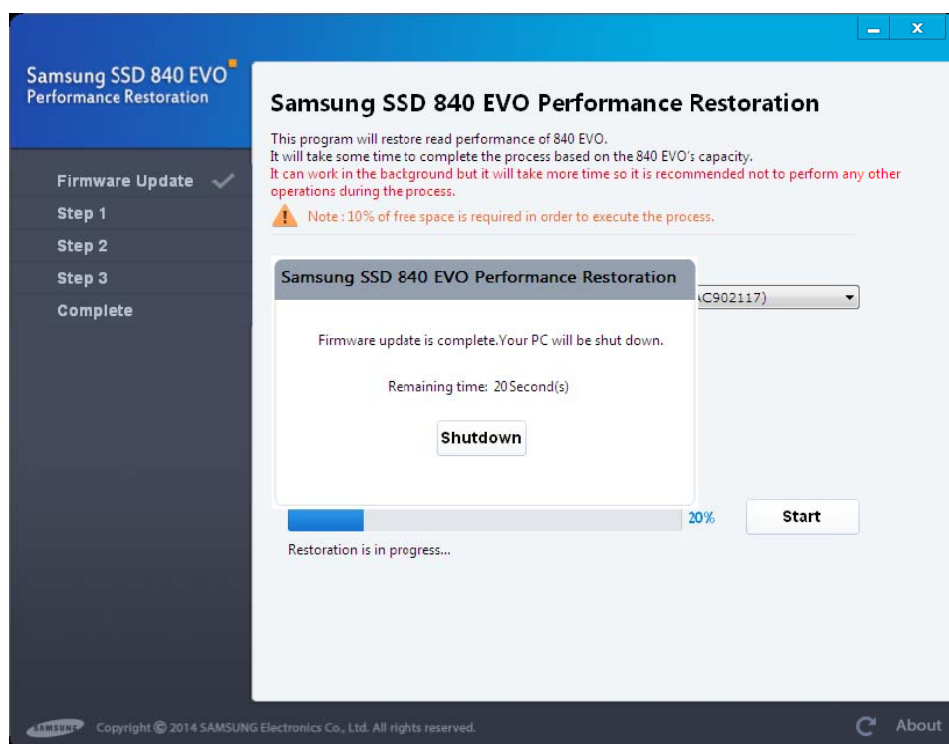 Samsung SSD 840 EVO
Performance Restoration
Firmware Update
Step 1
Step 2
Step 3
Complete
Samsung SSD 840 EVO Performance Restoration
This program will restore read performance of 840 EVO.
It will take some time to complete the process based on the 840 EVO's capacity.
It can work in the background but it will take more time so it is recommended not to perform any other
operations during the process.
Note : 10% of free space is required in order to execute the process.
AC902117)
Samsung SSD 840 EVO Performance Restoration
Firmware update is complete.Your PC will be shut down.
Remaining time: 20 Second(s)
Shutdown
20%
Start
Restoration is in progress...
SAMSUNG
Copyright © 2014 SAMSUNG Electronics Co., Ltd. All rights reserved.
About